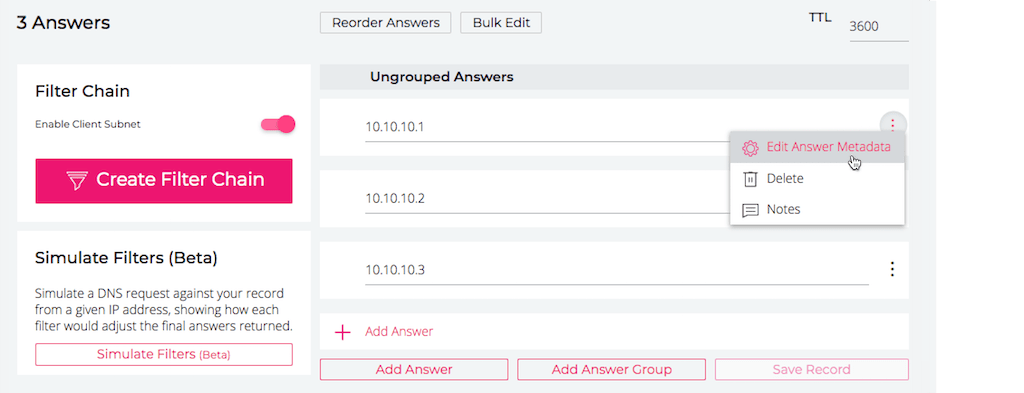 3 Answers
Reorder Answers
Bulk Edit
TTL
3600
Filter Chain
Enable Client Subnet
Create Filter Chain
Simulate Filters (Beta)
Simulate a DNS request against your record
from a given IP address, showing how each
filter would adjust the final answers returned.
Simulate Filters (Beta)
Ungrouped Answers
10.10.10.1
Edit Answer Metadata
Delete
Notes
10.10.10.2
10.10.10.3
Add Answer
Add Answer
Add Answer Group
Save Record